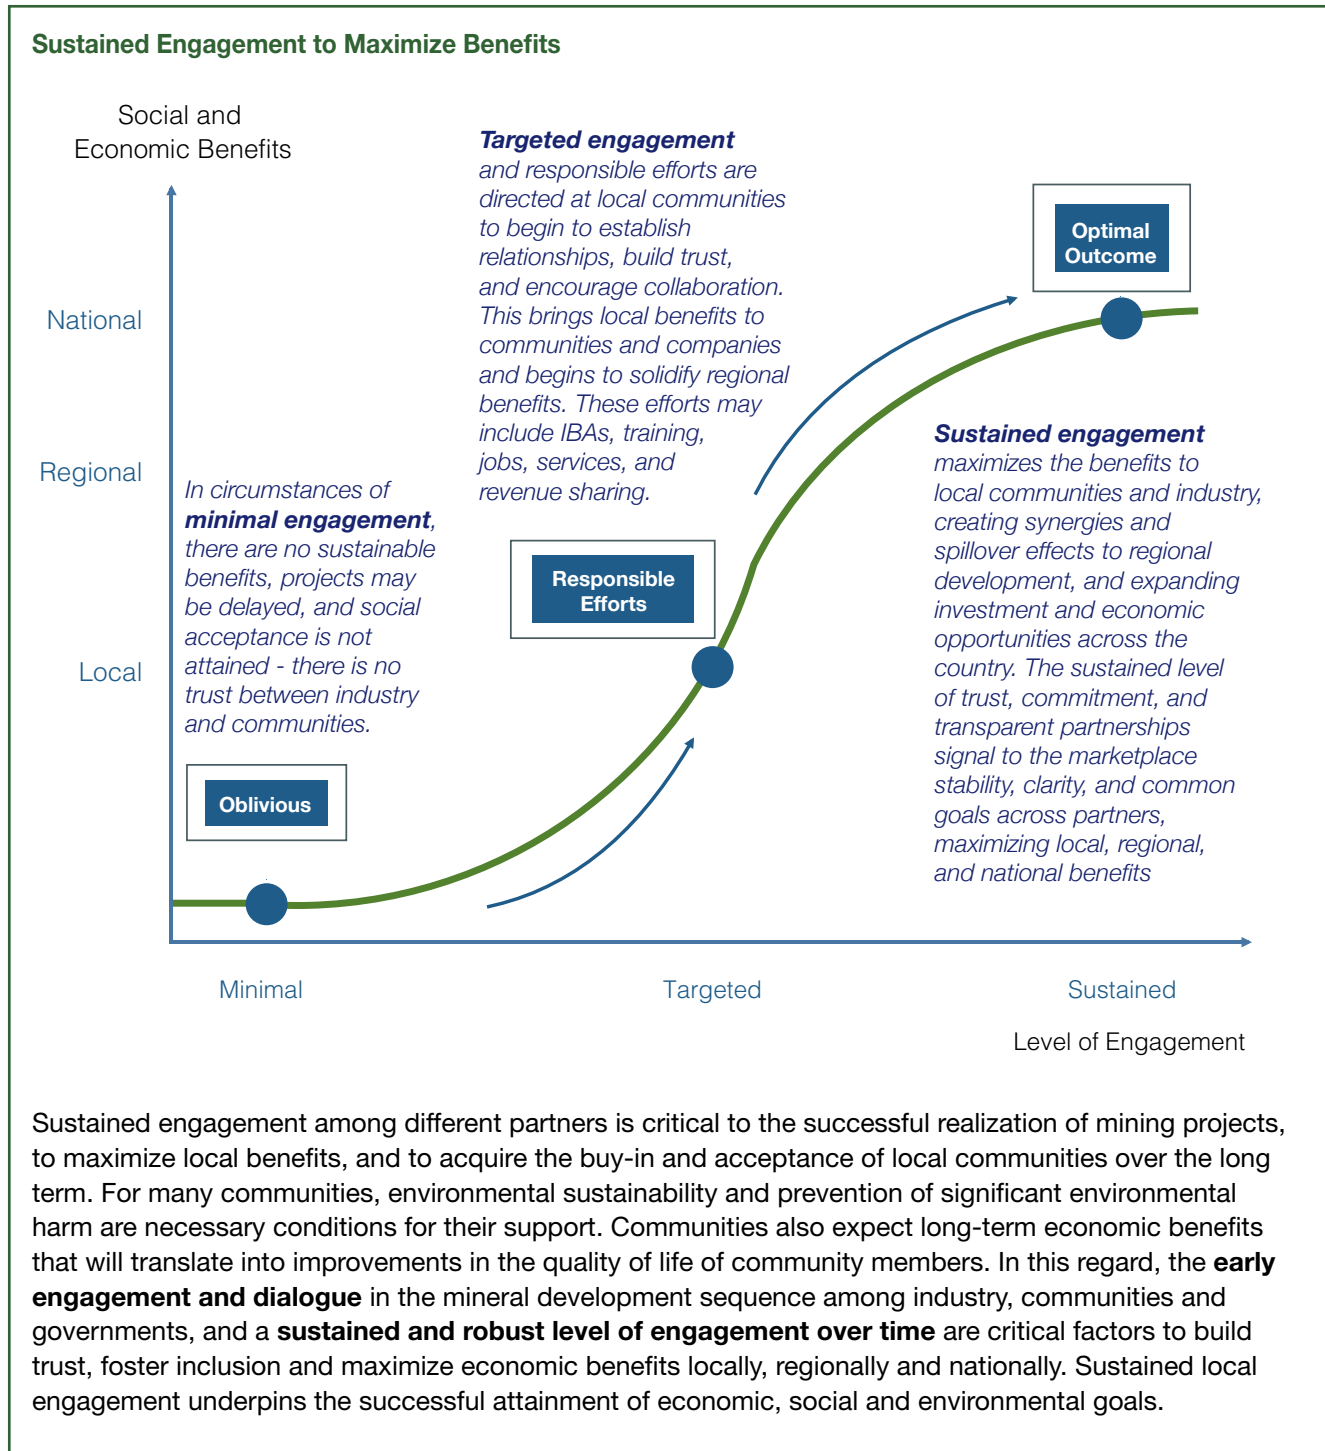 Sustained Engagement to Maximize Benefits
Social and
Economic Benefits
National
Regional
Local
In circumstances of
minimal engagement,
there are no sustainable
benefits, projects may
be delayed, and social
acceptance is not
attained - there is no
trust between industry
and communities.
Oblivious
Targeted engagement
and responsible efforts are
directed at local communities
to begin to establish
relationships, build trust,
and encourage collaboration.
This brings local benefits to
communities and companies
and begins to solidify regional
benefits. These efforts may
include IBAs, training,
jobs, services, and
revenue sharing.
Responsible
Efforts
Optimal
Outcome
Sustained engagement
maximizes the benefits to
local communities and industry,
creating synergies and
spillover effects to regional
development, and expanding
investment and economic
opportunities across the
country. The sustained level
of trust, commitment, and
transparent partnerships
signal to the marketplace
stability, clarity, and common
goals across partners,
maximizing local, regional,
and national benefits
Minimal
Targeted
Sustained
Level of Engagement
Sustained engagement among different partners is critical to the successful realization of mining projects,
to maximize local benefits, and to acquire the buy-in and acceptance of local communities over the long
term. For many communities, environmental sustainability and prevention of significant environmental
harm are necessary conditions for their support. Communities also expect long-term economic benefits
that will translate into improvements in the quality of life of community members. In this regard, the early
engagement and dialogue in the mineral development sequence among industry, communities and
governments, and a sustained and robust level of engagement over time are critical factors to build
trust, foster inclusion and maximize economic benefits locally, regionally and nationally. Sustained local
engagement underpins the successful attainment of economic, social and environmental goals.